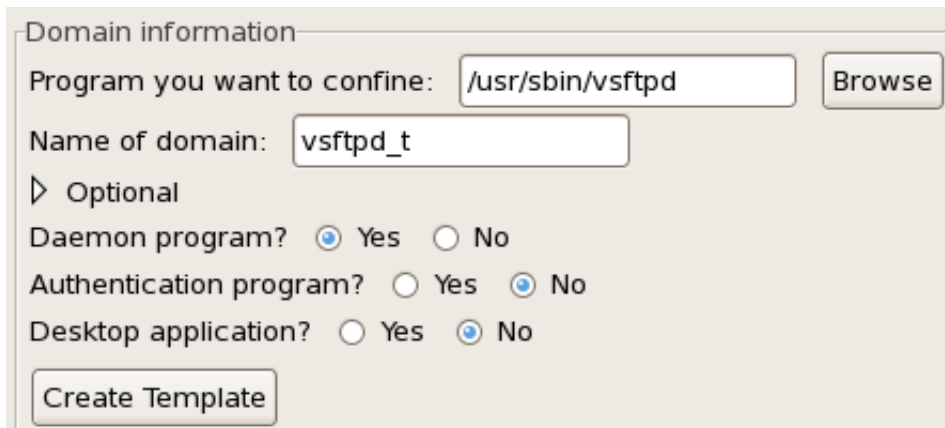 Domain information
Program you want to confine: /usr/sbin/vsftpd Browse
Name of domain: vsftpd_t
Optional
Daemon program? Yes No
Authentication program? Yes No
Desktop application? Yes No
Create Template